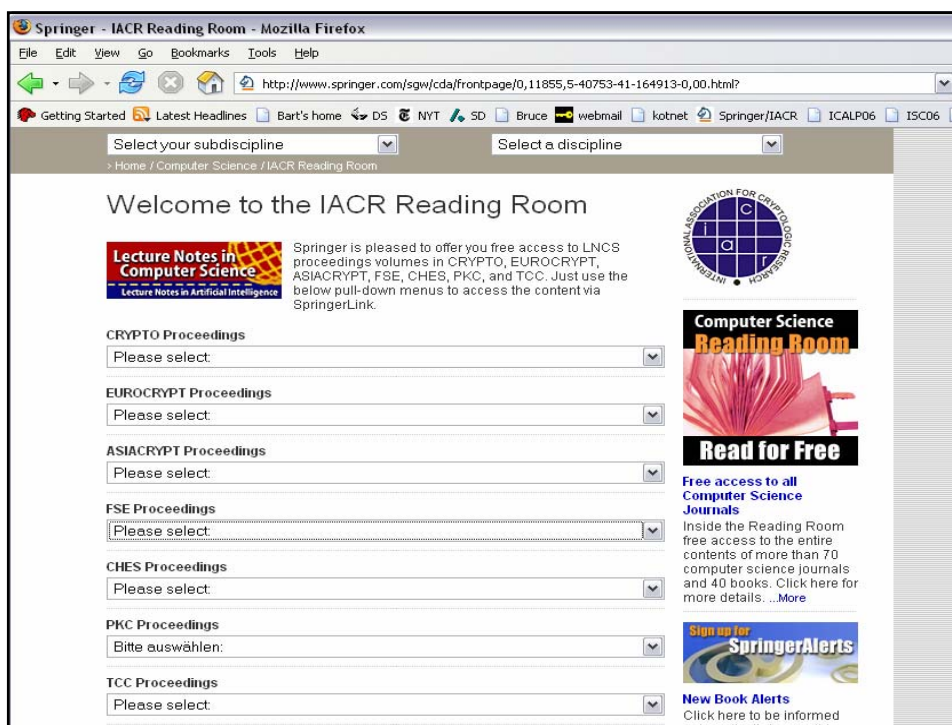 Springer - IACR Reading Room - Mozilla Firefox
File Edit View Go Bookmarks Tools Help
http://www.springer.com/sgw/cda/frontpage/0,11855,5-40753-41-164913-0,00.html?
Getting Started Latest Headlines Bart's home DS NYT SD Bruce webmail kotnet Springer/IACR ICALP06 ISC06
Select your subdiscipline Select a discipline
> Home / Computer Science / IACR Reading Room
Welcome to the IACR Reading Room
Lecture Notes in
Computer Science
Lecture Notes in Artificial Intelligence
Springer is pleased to offer you free access to LNCS
proceedings volumes in CRYPTO, EUROCRYPT,
ASIACRYPT, FSE, CHES, PKC, and TCC. Just use the
below pull-down menus to access the content via
SpringerLink.
CRYPTO Proceedings
Please select:
EUROCRYPT Proceedings
Please select:
ASIACRYPT Proceedings
Please select:
FSE Proceedings
Please select:
CHES Proceedings
Please select:
PKC Proceedings
Bitte auswählen:
TCC Proceedings
Please select:
INTERNATIONAL ASSOCIATION FOR CRYPTOLOGIC RESEARCH
i a c r
Computer Science
Reading Room
Read for Free
Free access to all
Computer Science
Journals
Inside the Reading Room
free access to the entire
contents of more than 70
computer science journals
and 40 books. Click here for
more details. ...More
Sign up for
SpringerAlerts
New Book Alerts
Click here to be informed